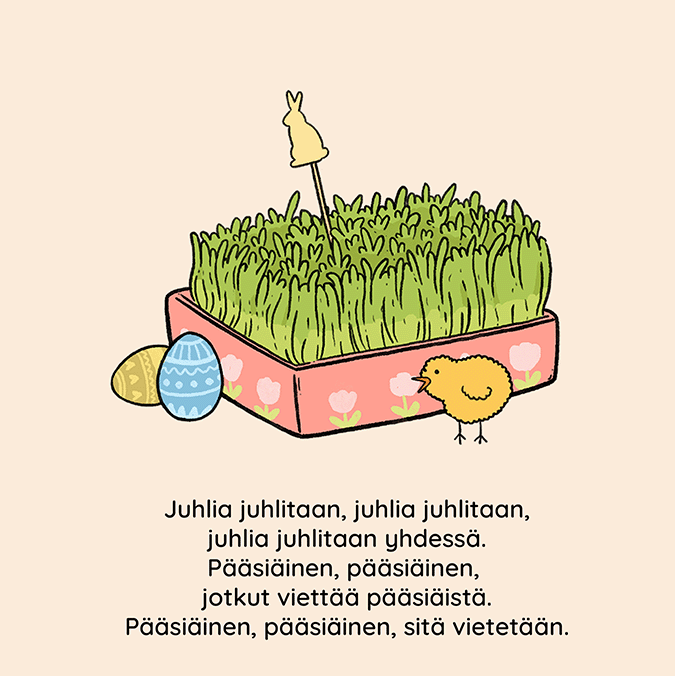 Juhlia juhlitaan, juhlia juhlitaan,
juhlia juhlitaan yhdessä.
Pääsiäinen, pääsiäinen,
jotkut viettää pääsiäistä.
Pääsiäinen, pääsiäinen, sitä vietetään.